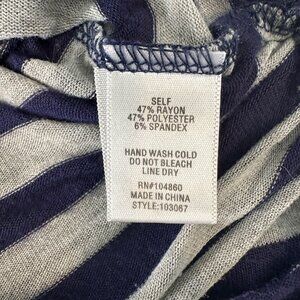 SELF
47% RAYON
47% POLYESTER
6% SPANDEX
HAND WASH COLD
DO NOT BLEACH
LINE DRY
RN#104860
MADE IN CHINA
STYLE:103067